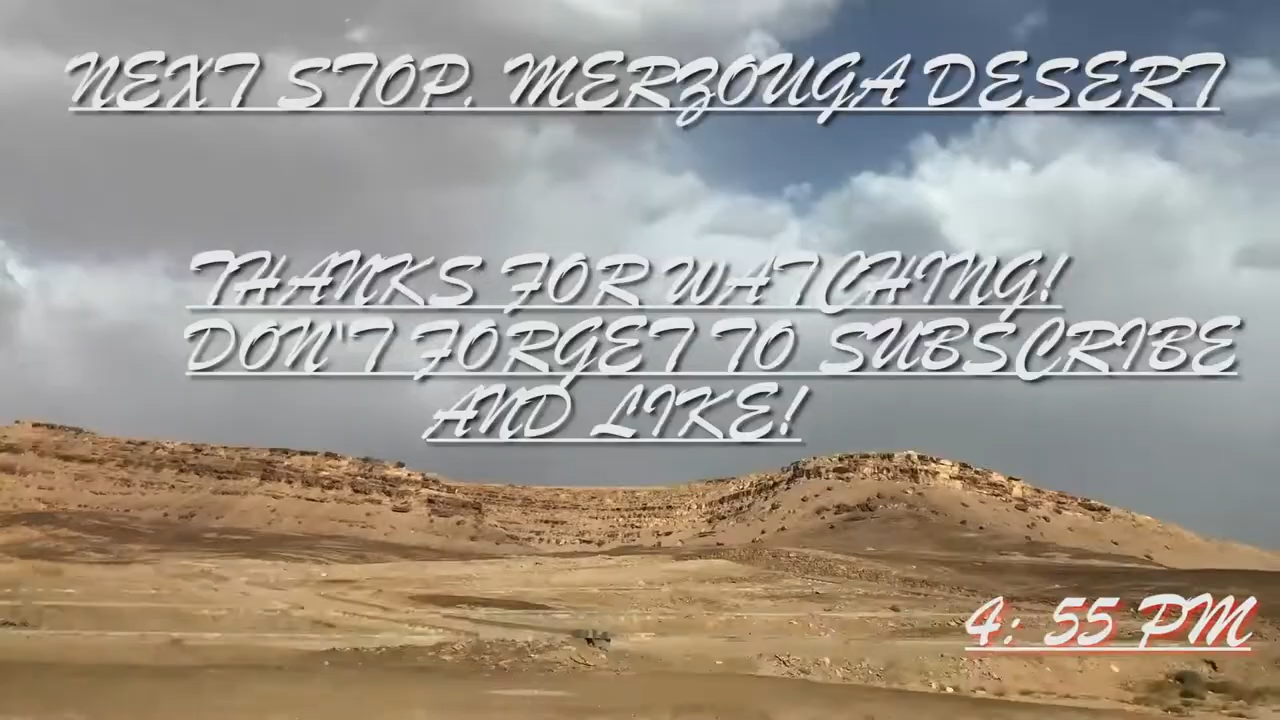 NEXT STOP. MERZOUGA DESERT
THANKS FOR WATCHING!
DON'T FORGET TO SUBSCRIBE
AND LIKE!
4: 55 PM